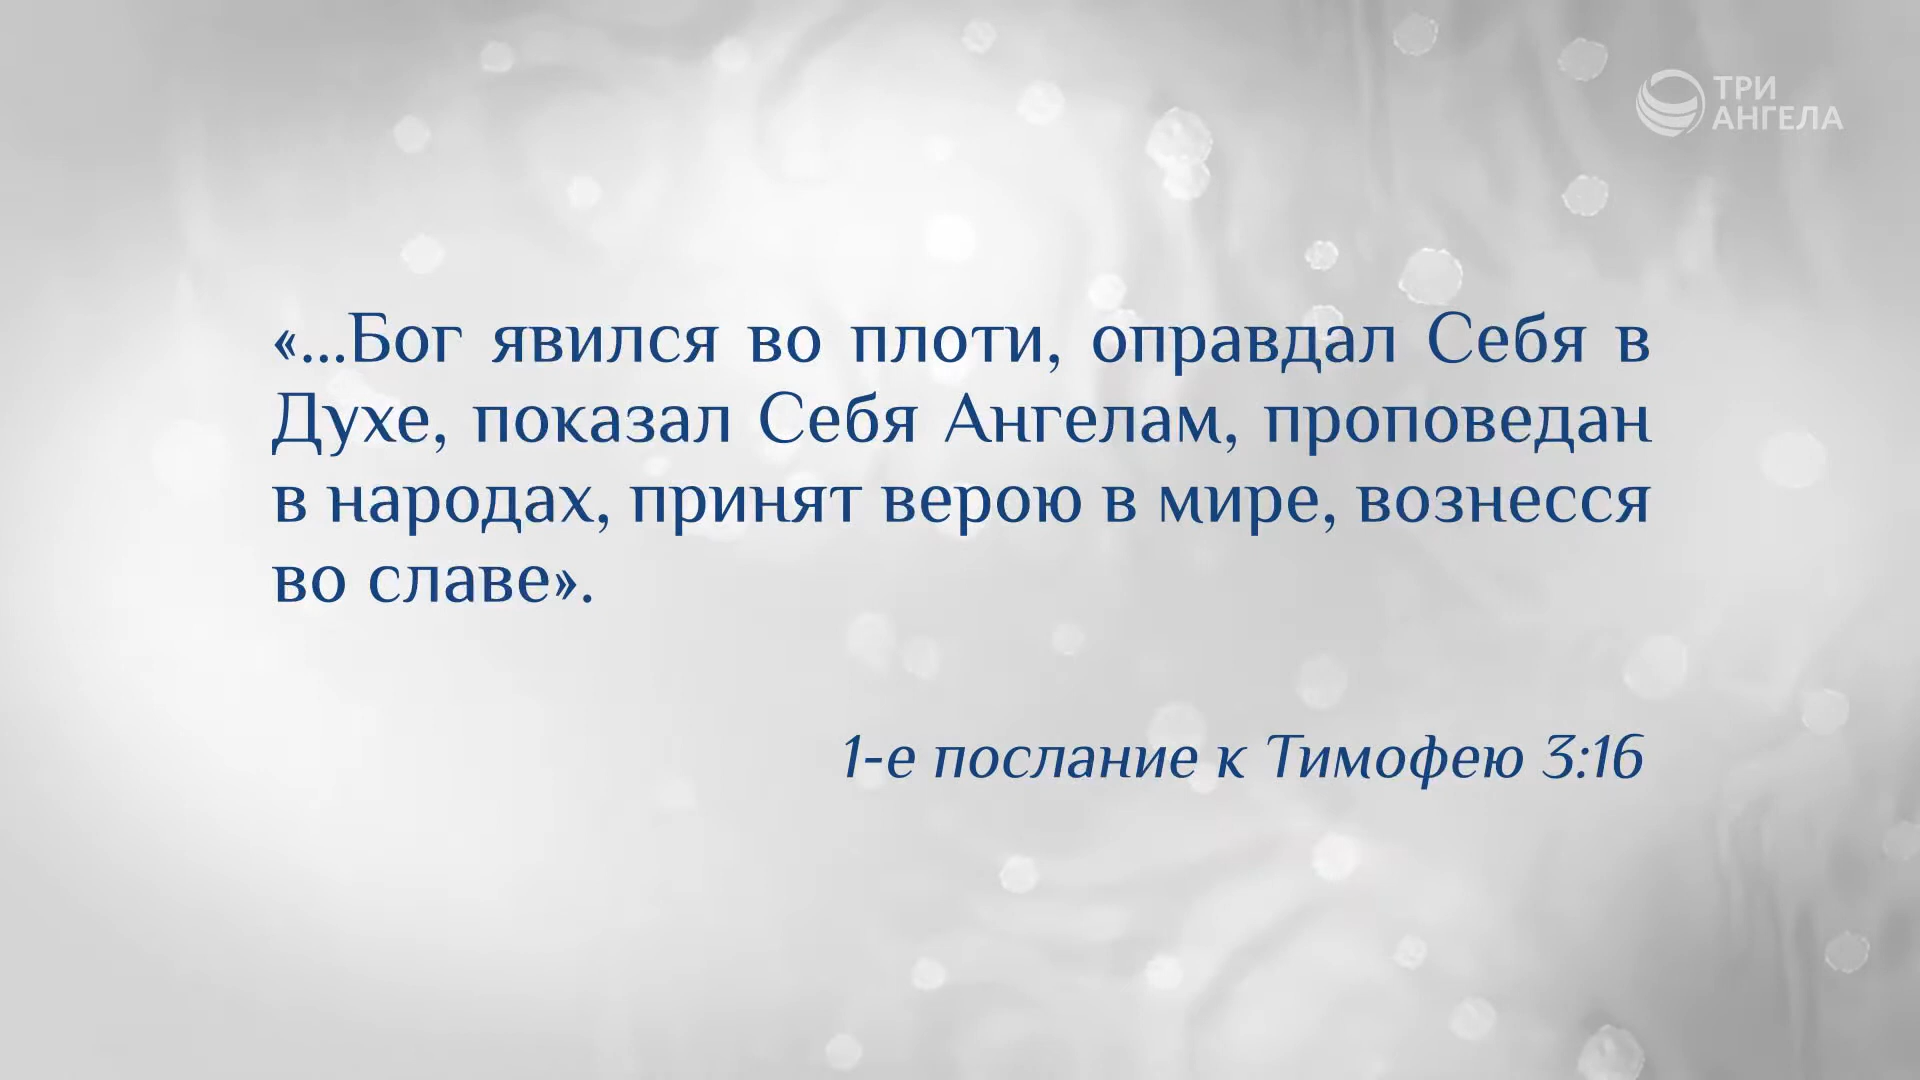 ТРИ
АНГЕЛА
«...Бог явился во плоти, оправдал Себя в
Духе, показал Себя Ангелам, проповедан
в народах, принят верою в мире, вознесся
во славе».
1-е послание к Тимофею 3:16